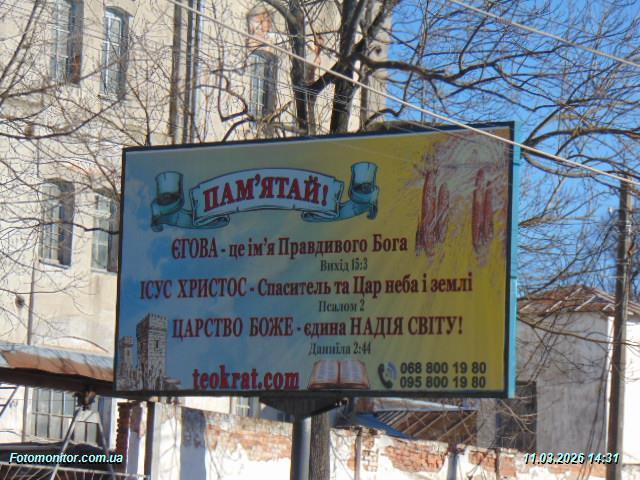 ПАМ'ЯТАЙ!
ЄГОВА - це ім'я Правдивого Бога
Вихід 15:3
ІСУС ХРИСТОС - Спаситель та Цар неба і землі
Псалом 2
ЦАРСТВО БОЖЕ - єдина НАДІЯ СВІТУ!
Даниїла 2:44
teokrat.com
068 800 19 80
095 800 19 80
Fotomonitor.com.ua
11.03.2026 14:31